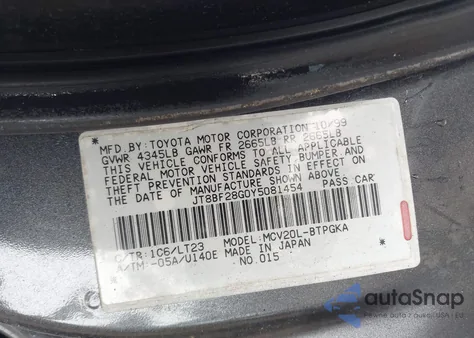 MFD.BY:TOYOTA MOTOR CORPORATION 10/99
GVWR 4345LB GAWR FR 2665LB RR 2665LB
THIS VEHICLE CONFORMS TO ALL APPLICABLE
FEDERAL MOTOR VEHICLE SAFETY, BUMPER AND
THEFT PREVENTION STANDARDS IN EFFECT ON
THE DATE OF MANUFACTURE SHOWN ABOVE.
JT8BF28G0Y5081454 PASS CAR
C/TR:1C6/LT23 MODEL:MCV20L-BTPGKA
A/TM:-05A/U140E MADE IN JAPAN
NO.015
autoSnap